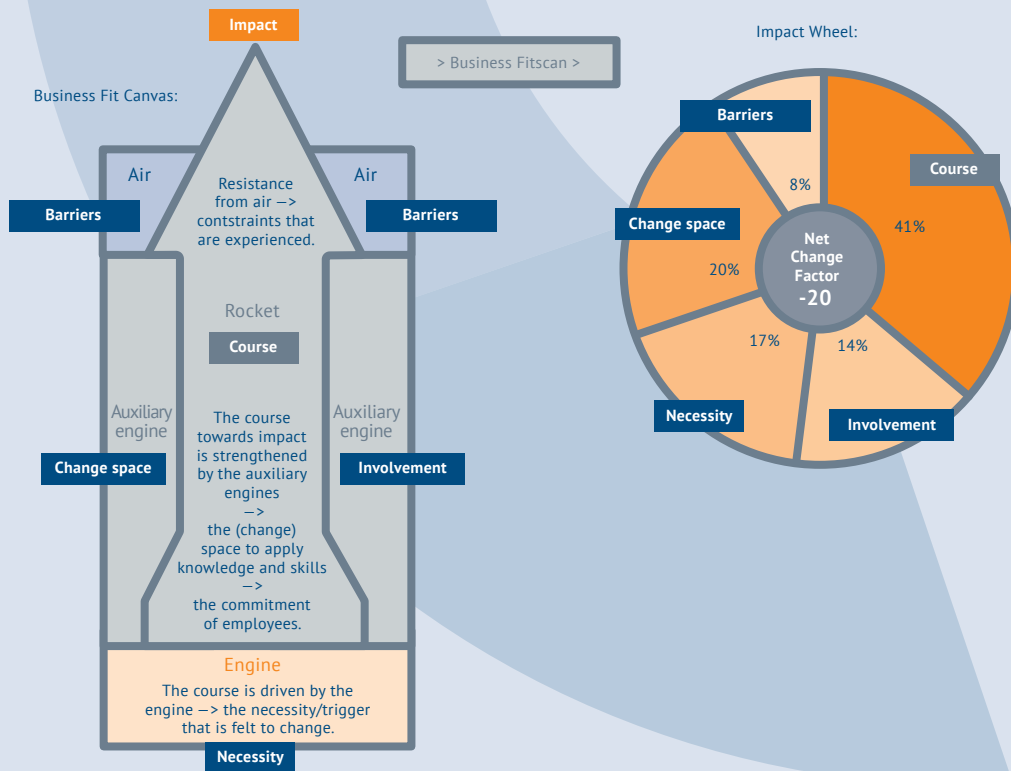 Impact
> Business Fitscan >
Business Fit Canvas:
Air
Air
Barriers
Barriers
Resistance
from air —>
contstraints that
are experienced.
Rocket
Course
Auxiliary
engine
Auxiliary
engine
Change space
Involvement
The course
towards impact
is strengthened
by the auxiliary
engines
—>
the (change)
space to apply
knowledge and skills
—>
the commitment
of employees.
Engine
The course is driven by the
engine —> the necessity/trigger
that is felt to change.
Necessity
Impact Wheel:
Barriers
8%
Course
41%
Change space
20%
Net
Change
Factor
-20
17%
14%
Necessity
Involvement